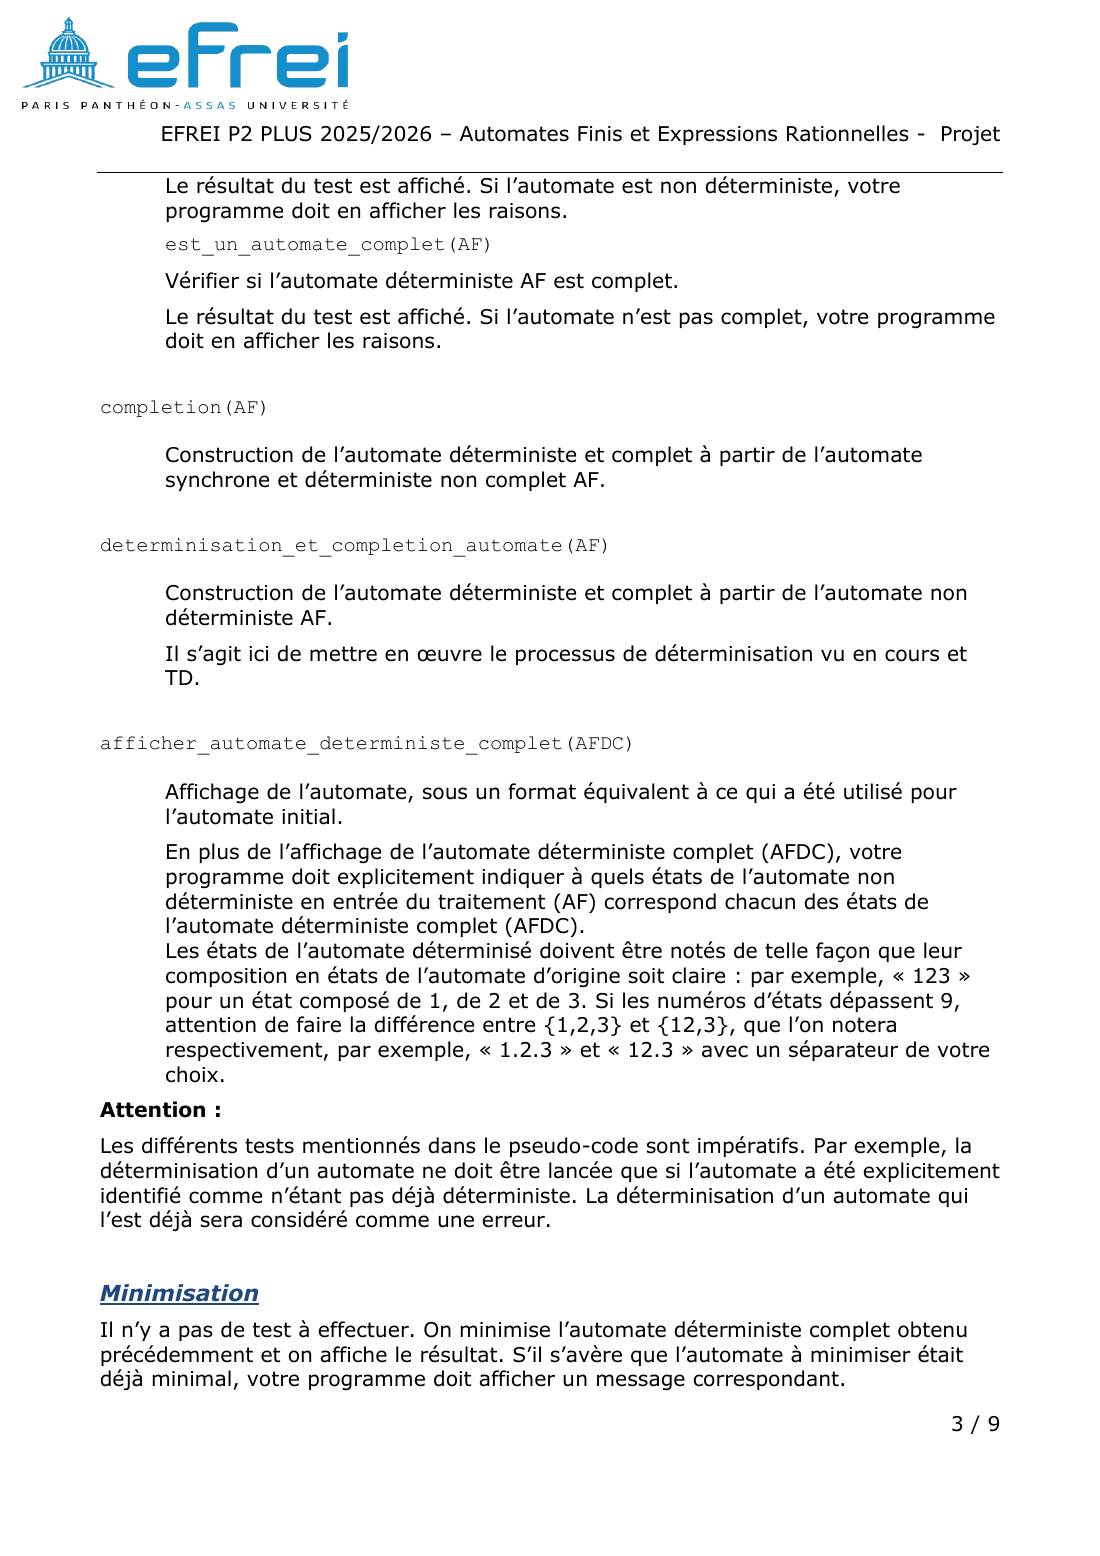 efrei
PARIS PANTHÉON-ASSAS UNIVERSITÉ
EFREI P2 PLUS 2025/2026 – Automates Finis et Expressions Rationnelles - Projet
Le résultat du test est affiché. Si l’automate est non déterministe, votre
programme doit en afficher les raisons.
est_un_automate_complet(AF)
Vérifier si l’automate déterministe AF est complet.
Le résultat du test est affiché. Si l’automate n’est pas complet, votre programme
doit en afficher les raisons.
completion(AF)
Construction de l’automate déterministe et complet à partir de l’automate
synchrone et déterministe non complet AF.
determinisation_et_completion_automate(AF)
Construction de l’automate déterministe et complet à partir de l’automate non
déterministe AF.
Il s’agit ici de mettre en œuvre le processus de déterminisation vu en cours et
TD.
afficher_automate_deterministe_complet(AFDC)
Affichage de l’automate, sous un format équivalent à ce qui a été utilisé pour
l’automate initial.
En plus de l’affichage de l’automate déterministe complet (AFDC), votre
programme doit explicitement indiquer à quels états de l’automate non
déterministe en entrée du traitement (AF) correspond chacun des états de
l’automate déterministe complet (AFDC).
Les états de l’automate déterminisé doivent être notés de telle façon que leur
composition en états de l’automate d’origine soit claire : par exemple, « 123 »
pour un état composé de 1, de 2 et de 3. Si les numéros d’états dépassent 9,
attention de faire la différence entre {1,2,3} et {12,3}, que l’on notera
respectivement, par exemple, « 1.2.3 » et « 12.3 » avec un séparateur de votre
choix.
Attention :
Les différents tests mentionnés dans le pseudo-code sont impératifs. Par exemple, la
déterminisation d’un automate ne doit être lancée que si l’automate a été explicitement
identifié comme n’étant pas déjà déterministe. La déterminisation d’un automate qui
l’est déjà sera considéré comme une erreur.
Minimisation
Il n’y a pas de test à effectuer. On minimise l’automate déterministe complet obtenu
précédemment et on affiche le résultat. S’il s’avère que l’automate à minimiser était
déjà minimal, votre programme doit afficher un message correspondant.
3 / 9